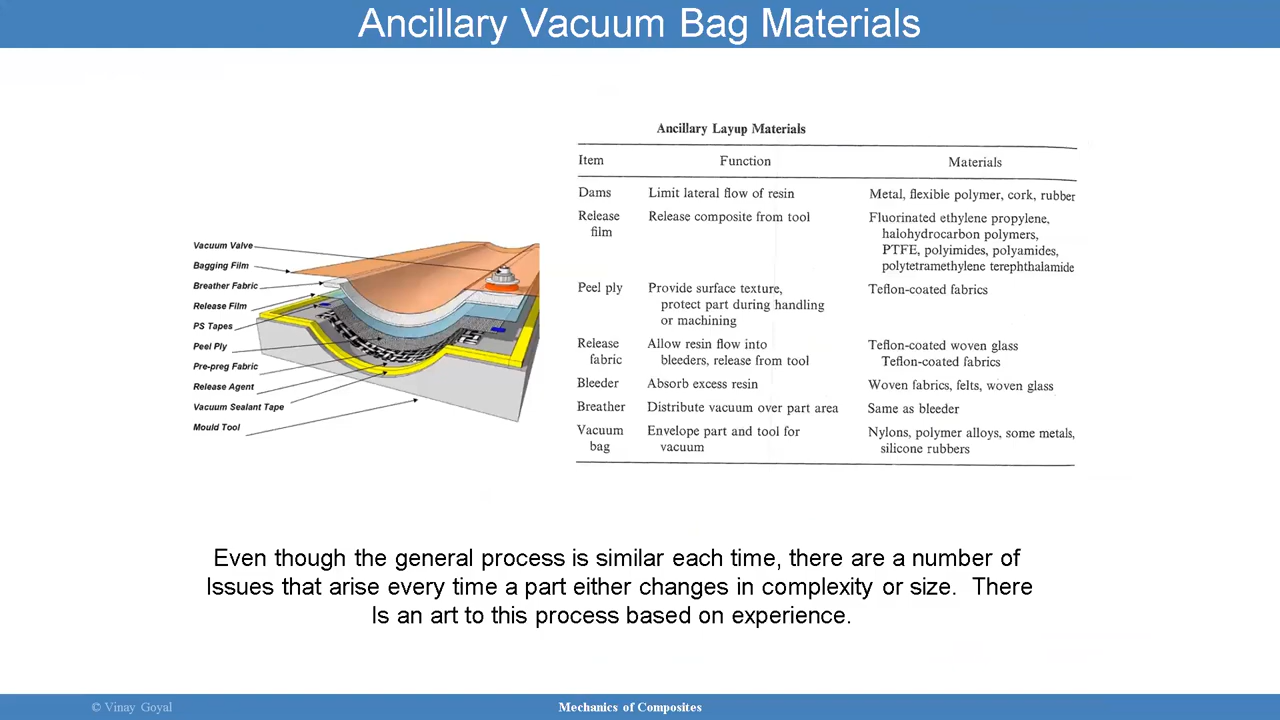 Ancillary Vacuum Bag Materials
Vacuum Valve
Bagging Film
Breather Fabric
Release Film
PS Tapes
Peel Ply
Pre-preg Fabric
Release Agent
Vacuum Sealant Tape
Mould Tool
Ancillary Layup Materials
Item Function Materials
Dams Limit lateral flow of resin Metal, flexible polymer, cork, rubber
Release Release composite from tool Fluorinated ethylene propylene,
film halohydrocarbon polymers,
PTFE, polyimides, polyamides,
polytetramethylene terephthalamide
Peel ply Provide surface texture, Teflon-coated fabrics
protect part during handling
or machining
Release Allow resin flow into Teflon-coated woven glass
fabric bleeders, release from tool Teflon-coated fabrics
Bleeder Absorb excess resin Woven fabrics, felts, woven glass
Breather Distribute vacuum over part area Same as bleeder
Vacuum Envelope part and tool for Nylons, polymer alloys, some metals,
bag vacuum silicone rubbers
Even though the general process is similar each time, there are a number of
Issues that arise every time a part either changes in complexity or size. There
Is an art to this process based on experience.
© Vinay Goyal
Mechanics of Composites